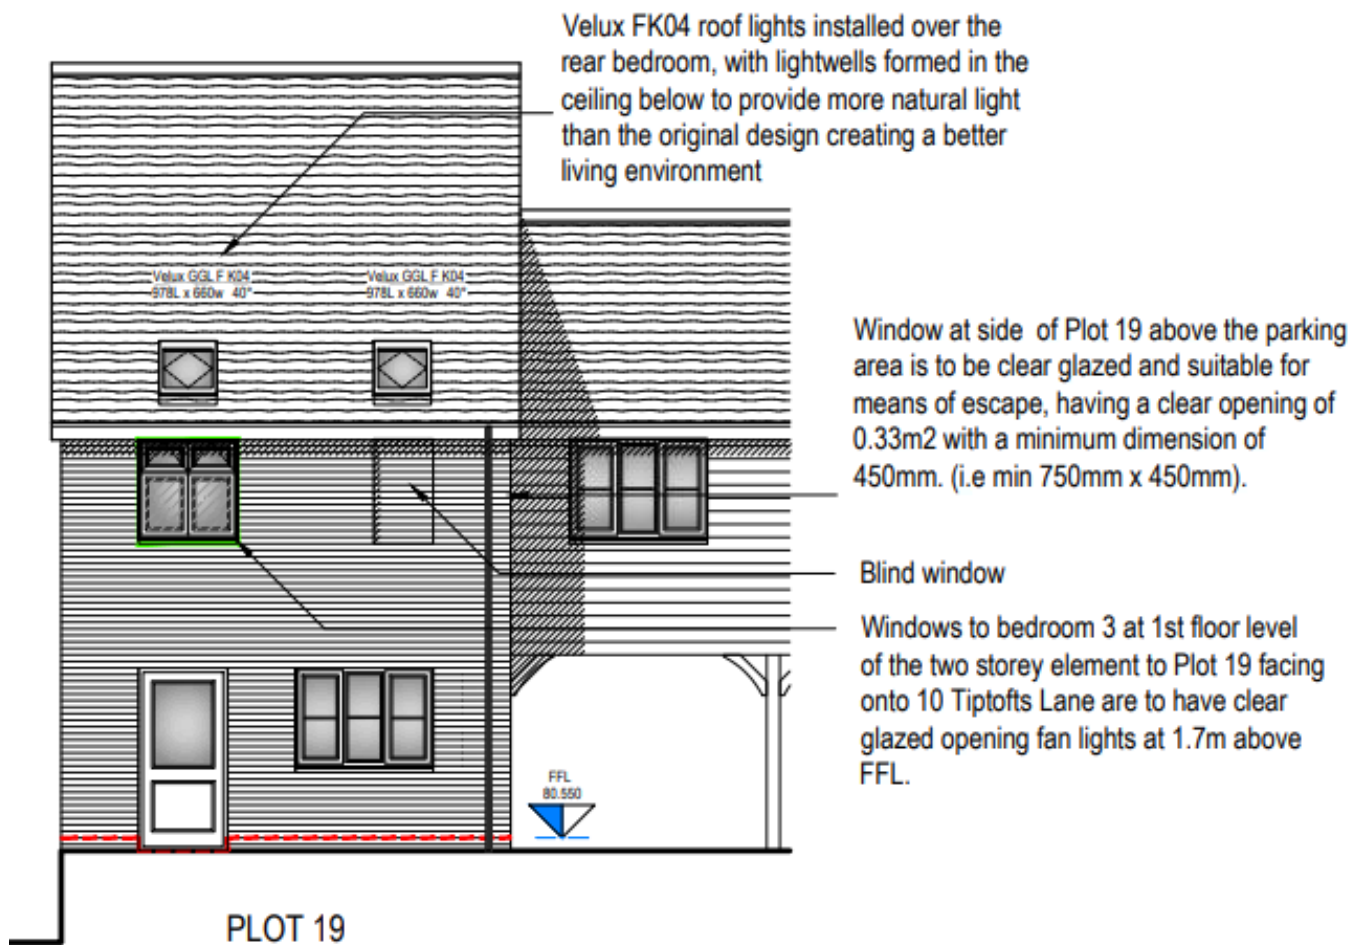 Velux FK04 roof lights installed over the
rear bedroom, with lightwells formed in the
ceiling below to provide more natural light
than the original design creating a better
living environment
Velux GGL F K04
978L x 660w 40°
Velux GGL F K04
978L x 660w 40°
Window at side of Plot 19 above the parking
area is to be clear glazed and suitable for
means of escape, having a clear opening of
0.33m2 with a minimum dimension of
450mm. (i.e min 750mm x 450mm).
Blind window
Windows to bedroom 3 at 1st floor level
of the two storey element to Plot 19 facing
onto 10 Tiptofts Lane are to have clear
glazed opening fan lights at 1.7m above
FFL.
FFL
80.550
PLOT 19